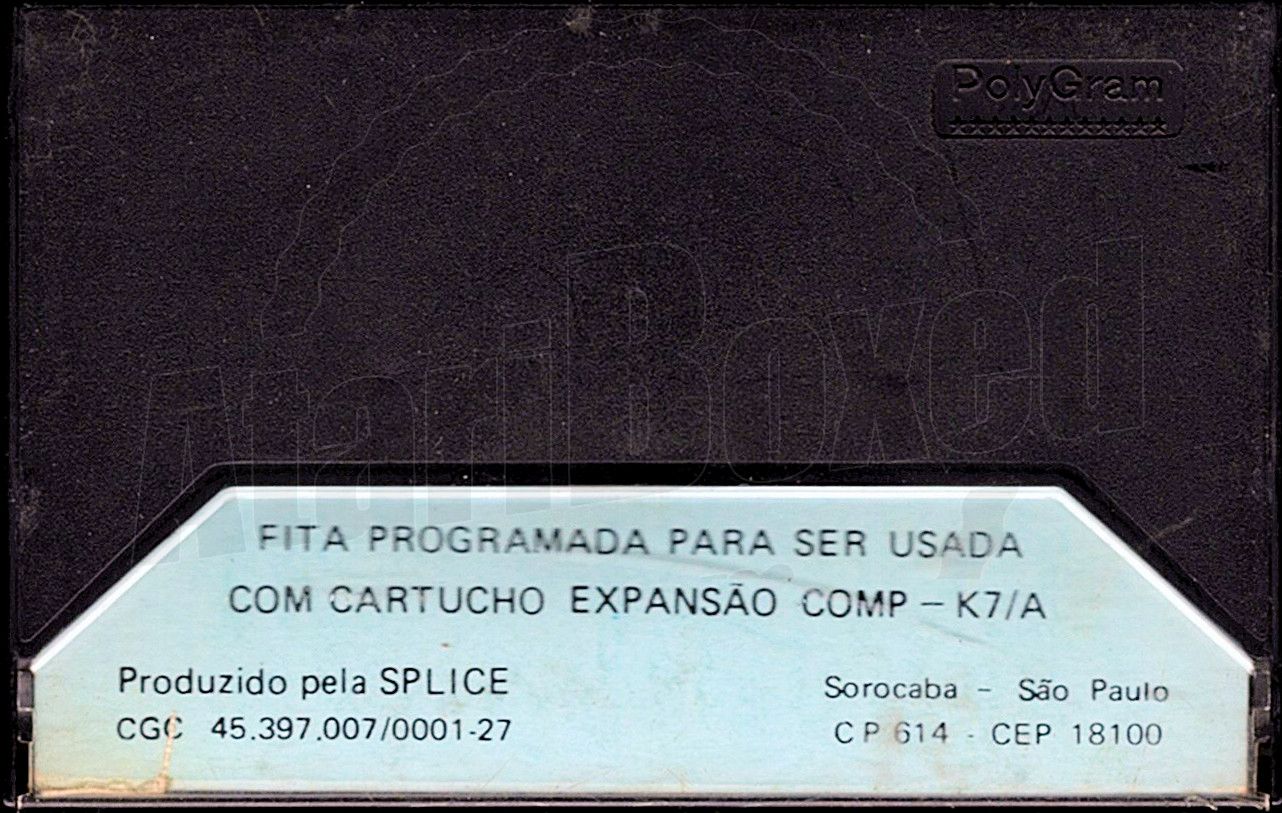 PolyGram
AtariBoxed
FITA PROGRAMADA PARA SER USADA
COM CARTUCHO EXPANSÃO COMP – K7/A
Produzido pela SPLICE
Sorocaba – São Paulo
CGC 45.397.007/0001-27
CP 614 - CEP 18100